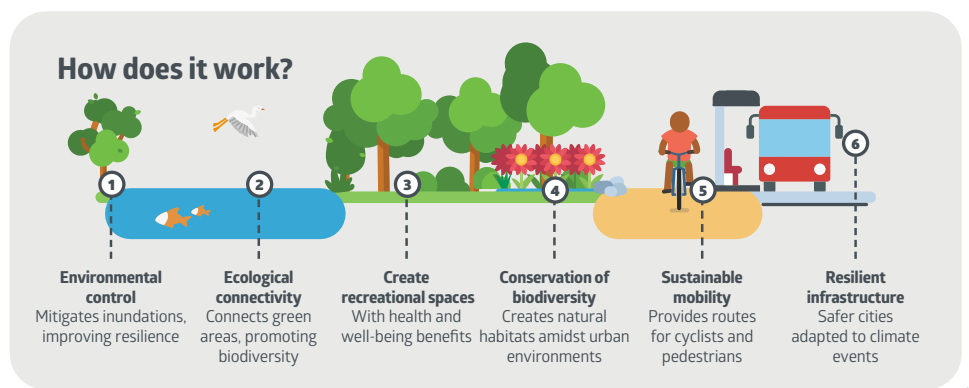 How does it work?
1
2
3
4
5
6
Environmental
control
Mitigates inundations,
improving resilience
Ecological
connectivity
Connects green
areas, promoting
biodiversity
Create
recreational spaces
With health and
well-being benefits
Conservation of
biodiversity
Creates natural
habitats amidst urban
environments
Sustainable
mobility
Provides routes
for cyclists and
pedestrians
Resilient
infrastructure
Safer cities
adapted to climate
events